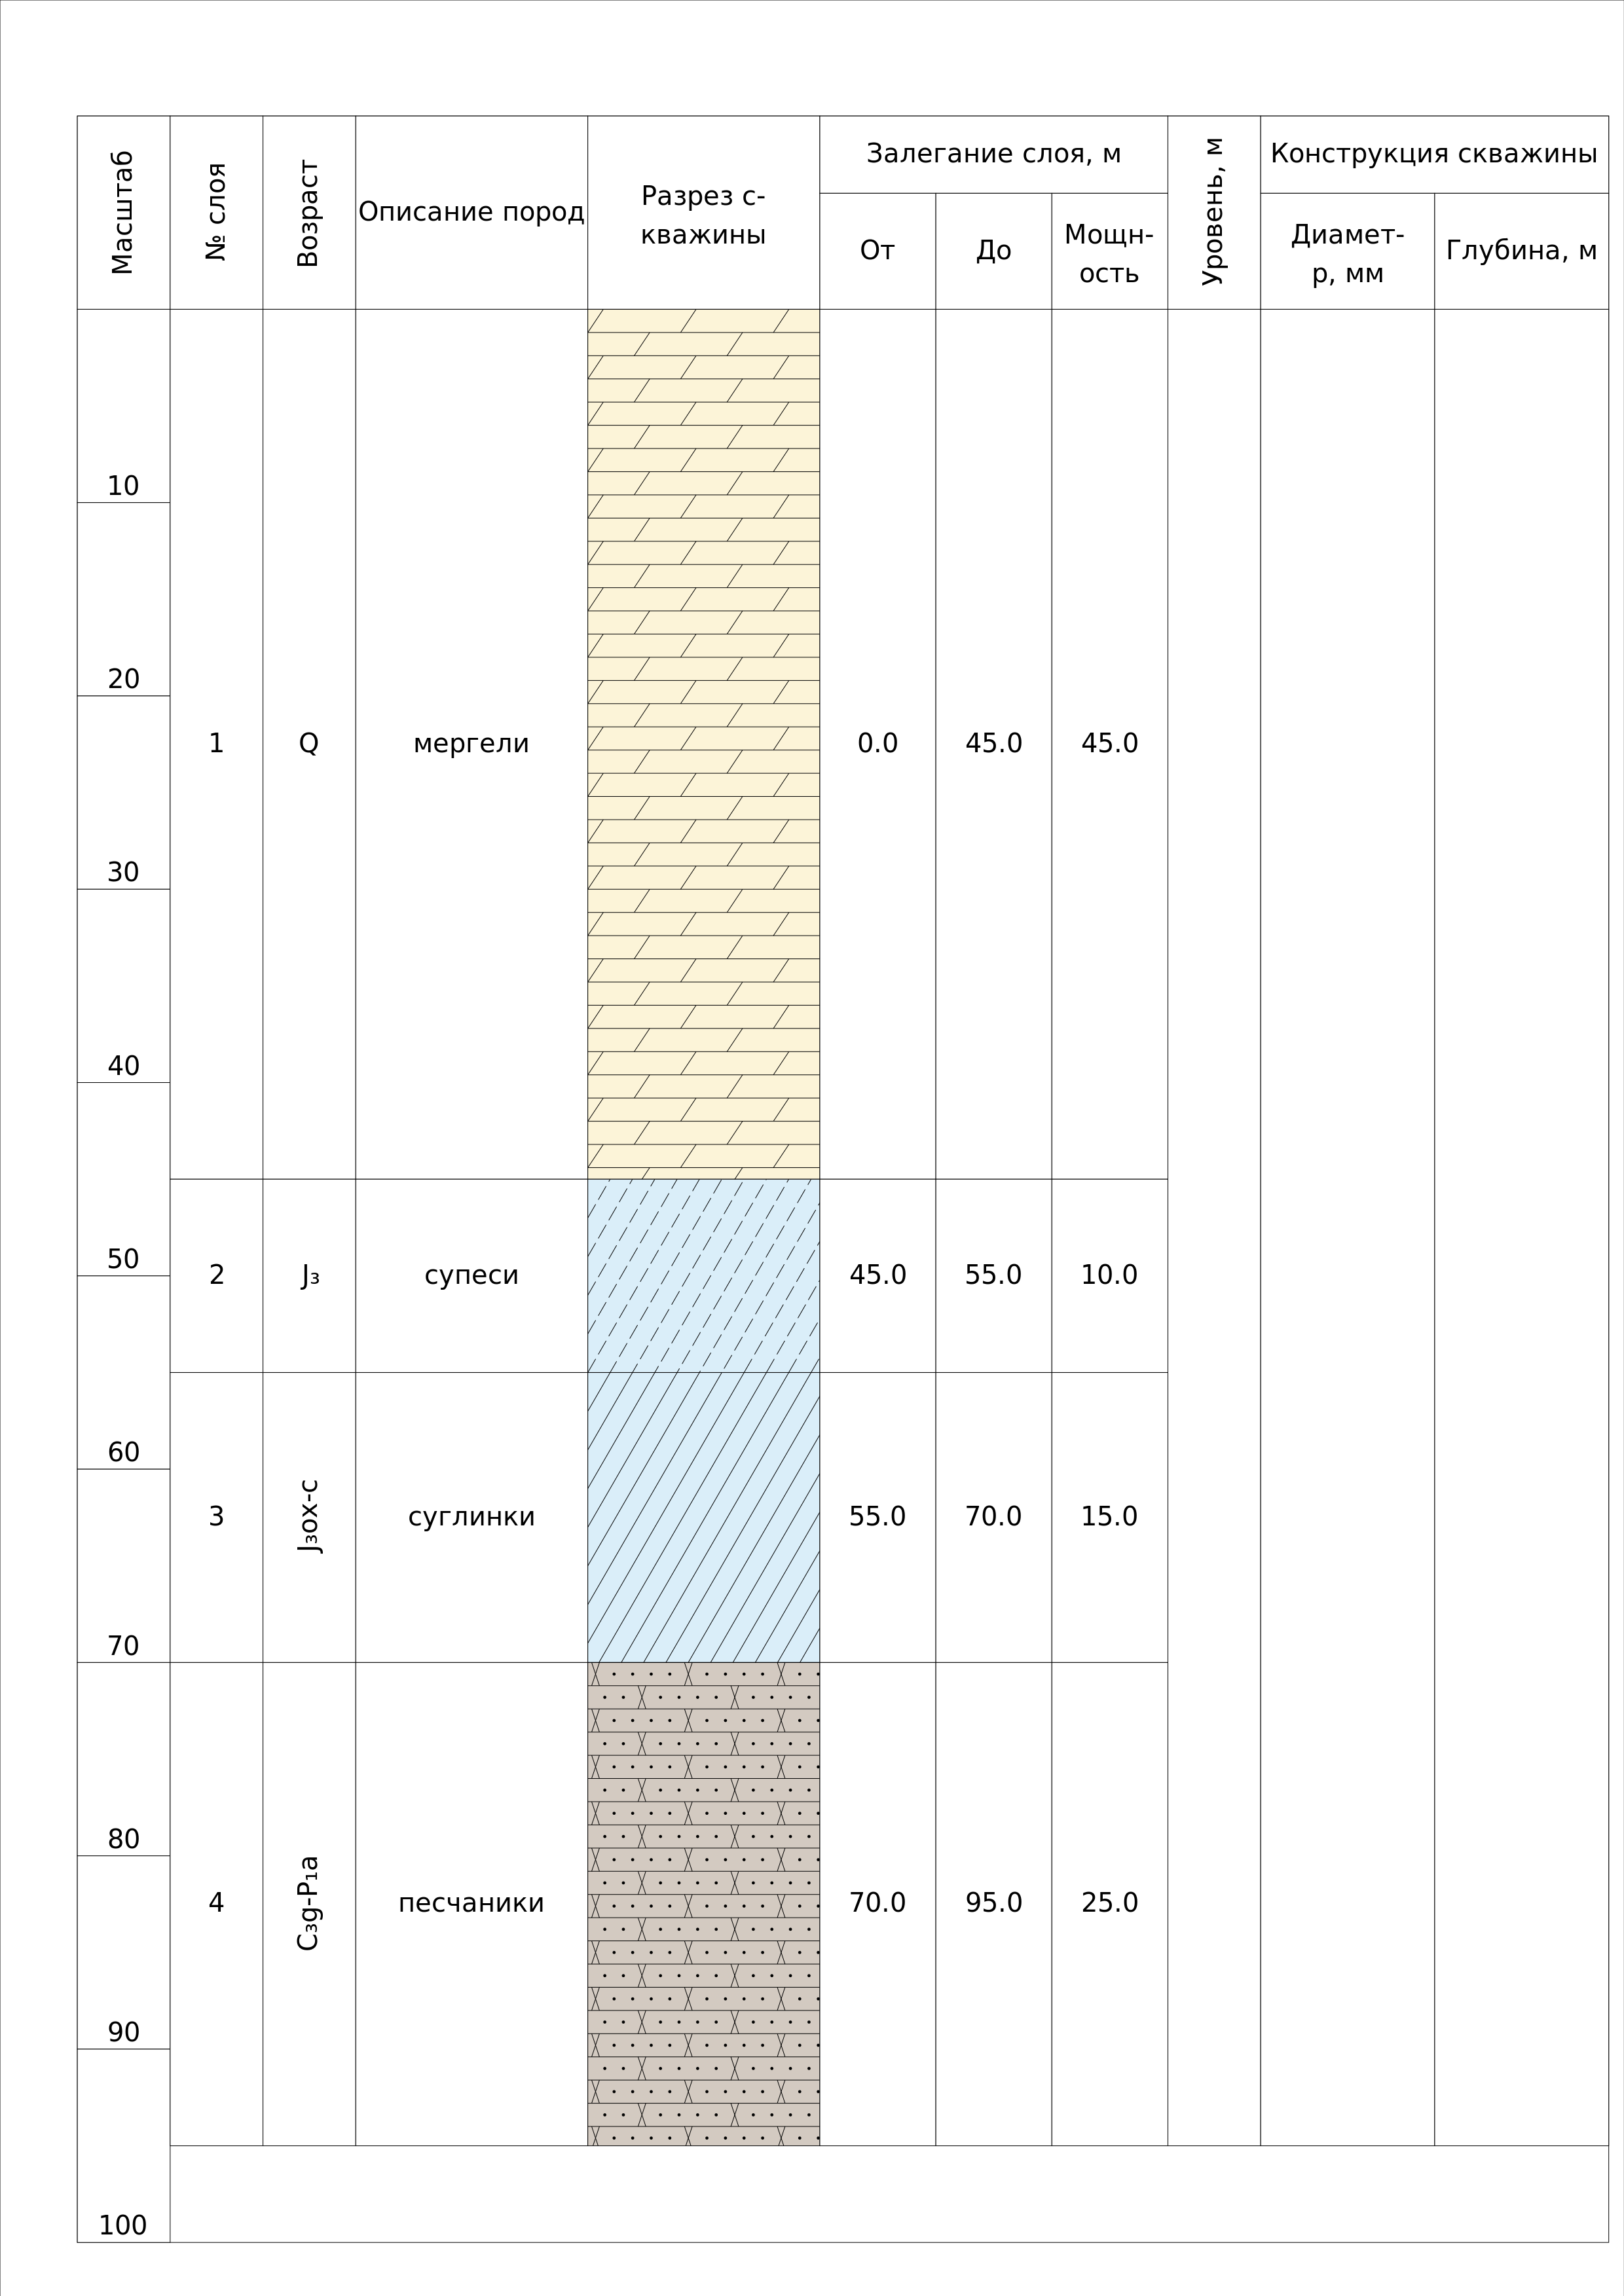 Масштаб
№ слоя
Возраст
Описание пород
Разрез с-
кважины
Залегание слоя, м
От
До
Мощн-
ость
Уровень, м
Конструкция скважины
Диамет-
р, мм
Глубина, м
10
20
30
40
50
60
70
80
90
100
1
Q
мергели
0.0
45.0
45.0
2
J₃
супеси
45.0
55.0
10.0
3
J₃ox-c
суглинки
55.0
70.0
15.0
4
C₃g-P₁a
песчаники
70.0
95.0
25.0